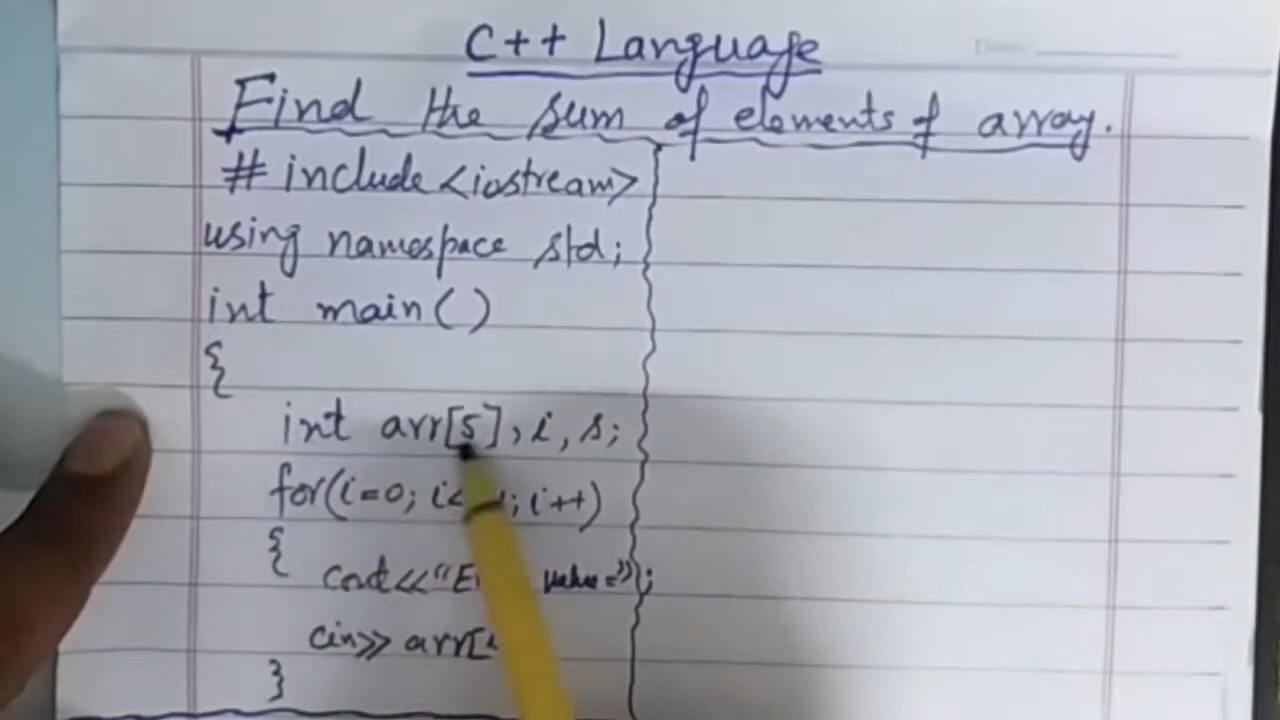 C++ Language
Find the sum of elements of array.
#include<iostream>
using namespace std;
int main()
{
int arr[5], i, s;
for(i=0; i< ; i++)
{
cout<<" value=");
cin>> arr[
}